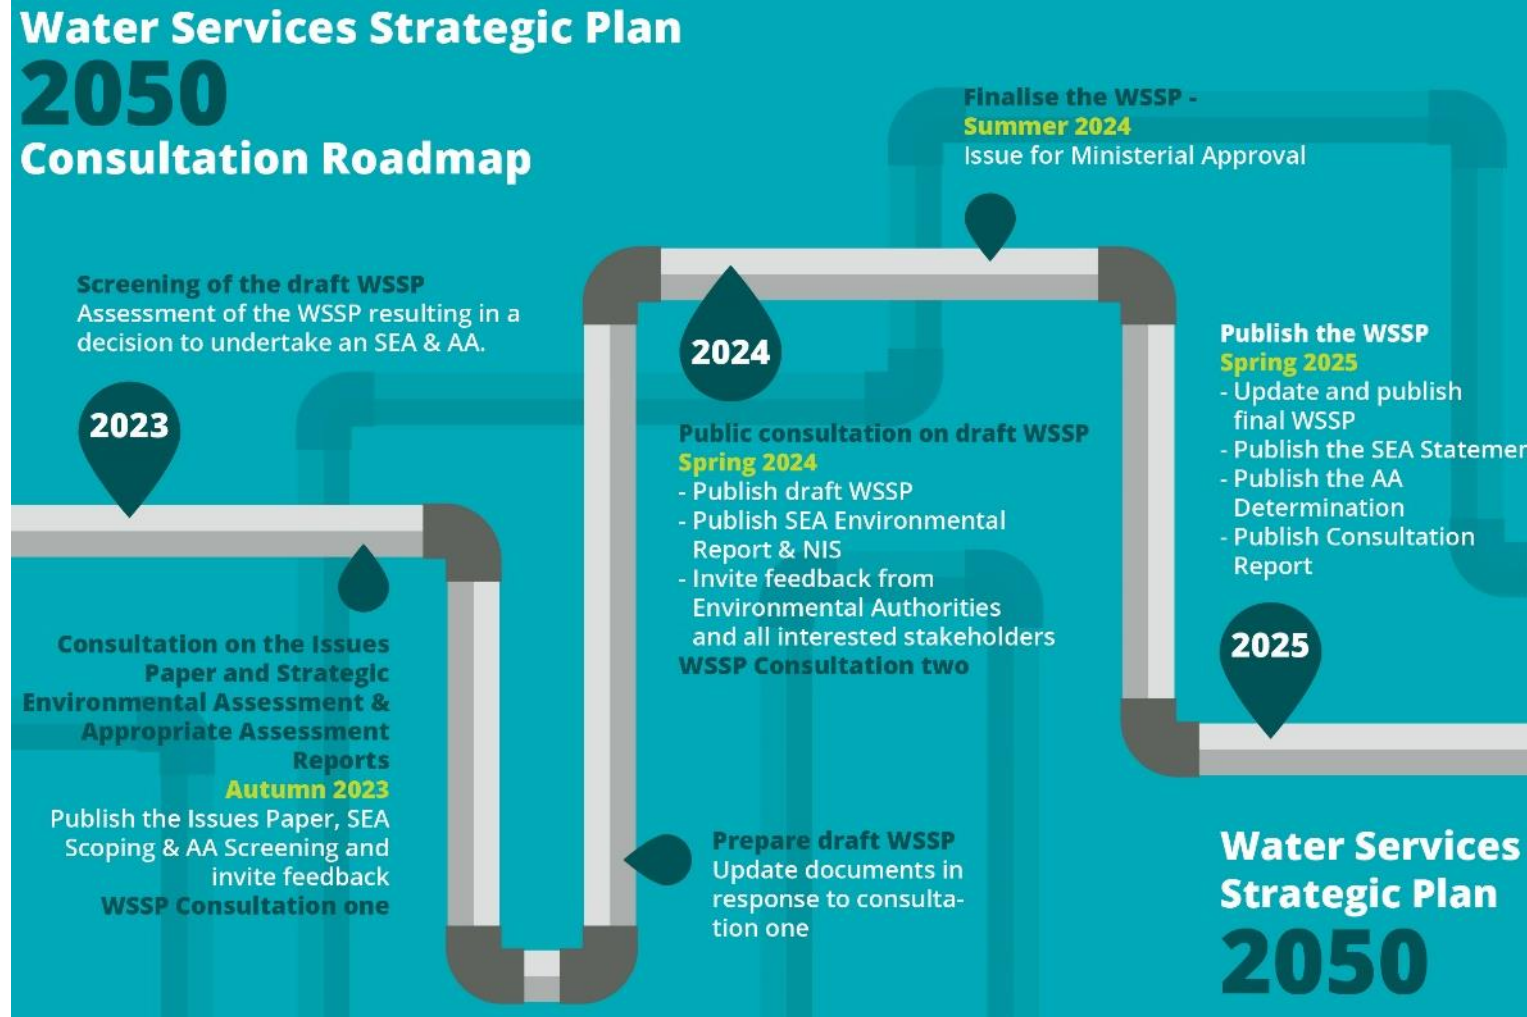 Water Services Strategic Plan
2050
Consultation Roadmap
Screening of the draft WSSP
Assessment of the WSSP resulting in a
decision to undertake an SEA & AA.
2023
Consultation on the Issues
Paper and Strategic
Environmental Assessment &
Appropriate Assessment
Reports
Autumn 2023
Publish the Issues Paper, SEA
Scoping & AA Screening and
invite feedback
WSSP Consultation one
Prepare draft WSSP
Update documents in
response to consulta-
tion one
2024
Public consultation on draft WSSP
Spring 2024
- Publish draft WSSP
- Publish SEA Environmental
Report & NIS
- Invite feedback from
Environmental Authorities
and all interested stakeholders
WSSP Consultation two
Finalise the WSSP -
Summer 2024
Issue for Ministerial Approval
Publish the WSSP
Spring 2025
- Update and publish
final WSSP
- Publish the SEA
- Publish the AA
Determination
- Publish Consultation
Report
2025
Water Services
Strategic Plan
2050